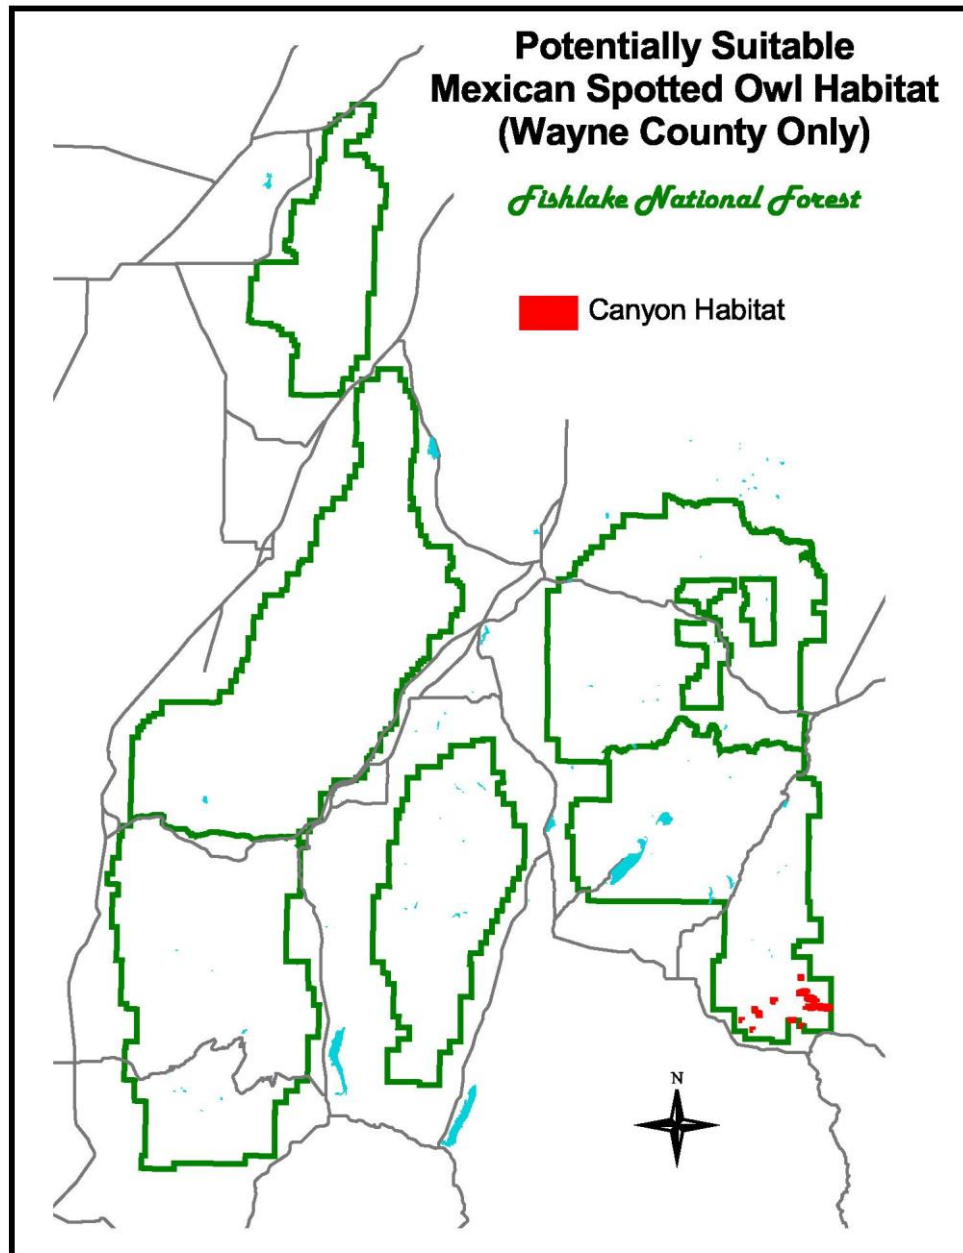 Potentially Suitable
Mexican Spotted Owl Habitat
(Wayne County Only)
Fishlake National Forest
Canyon Habitat
N